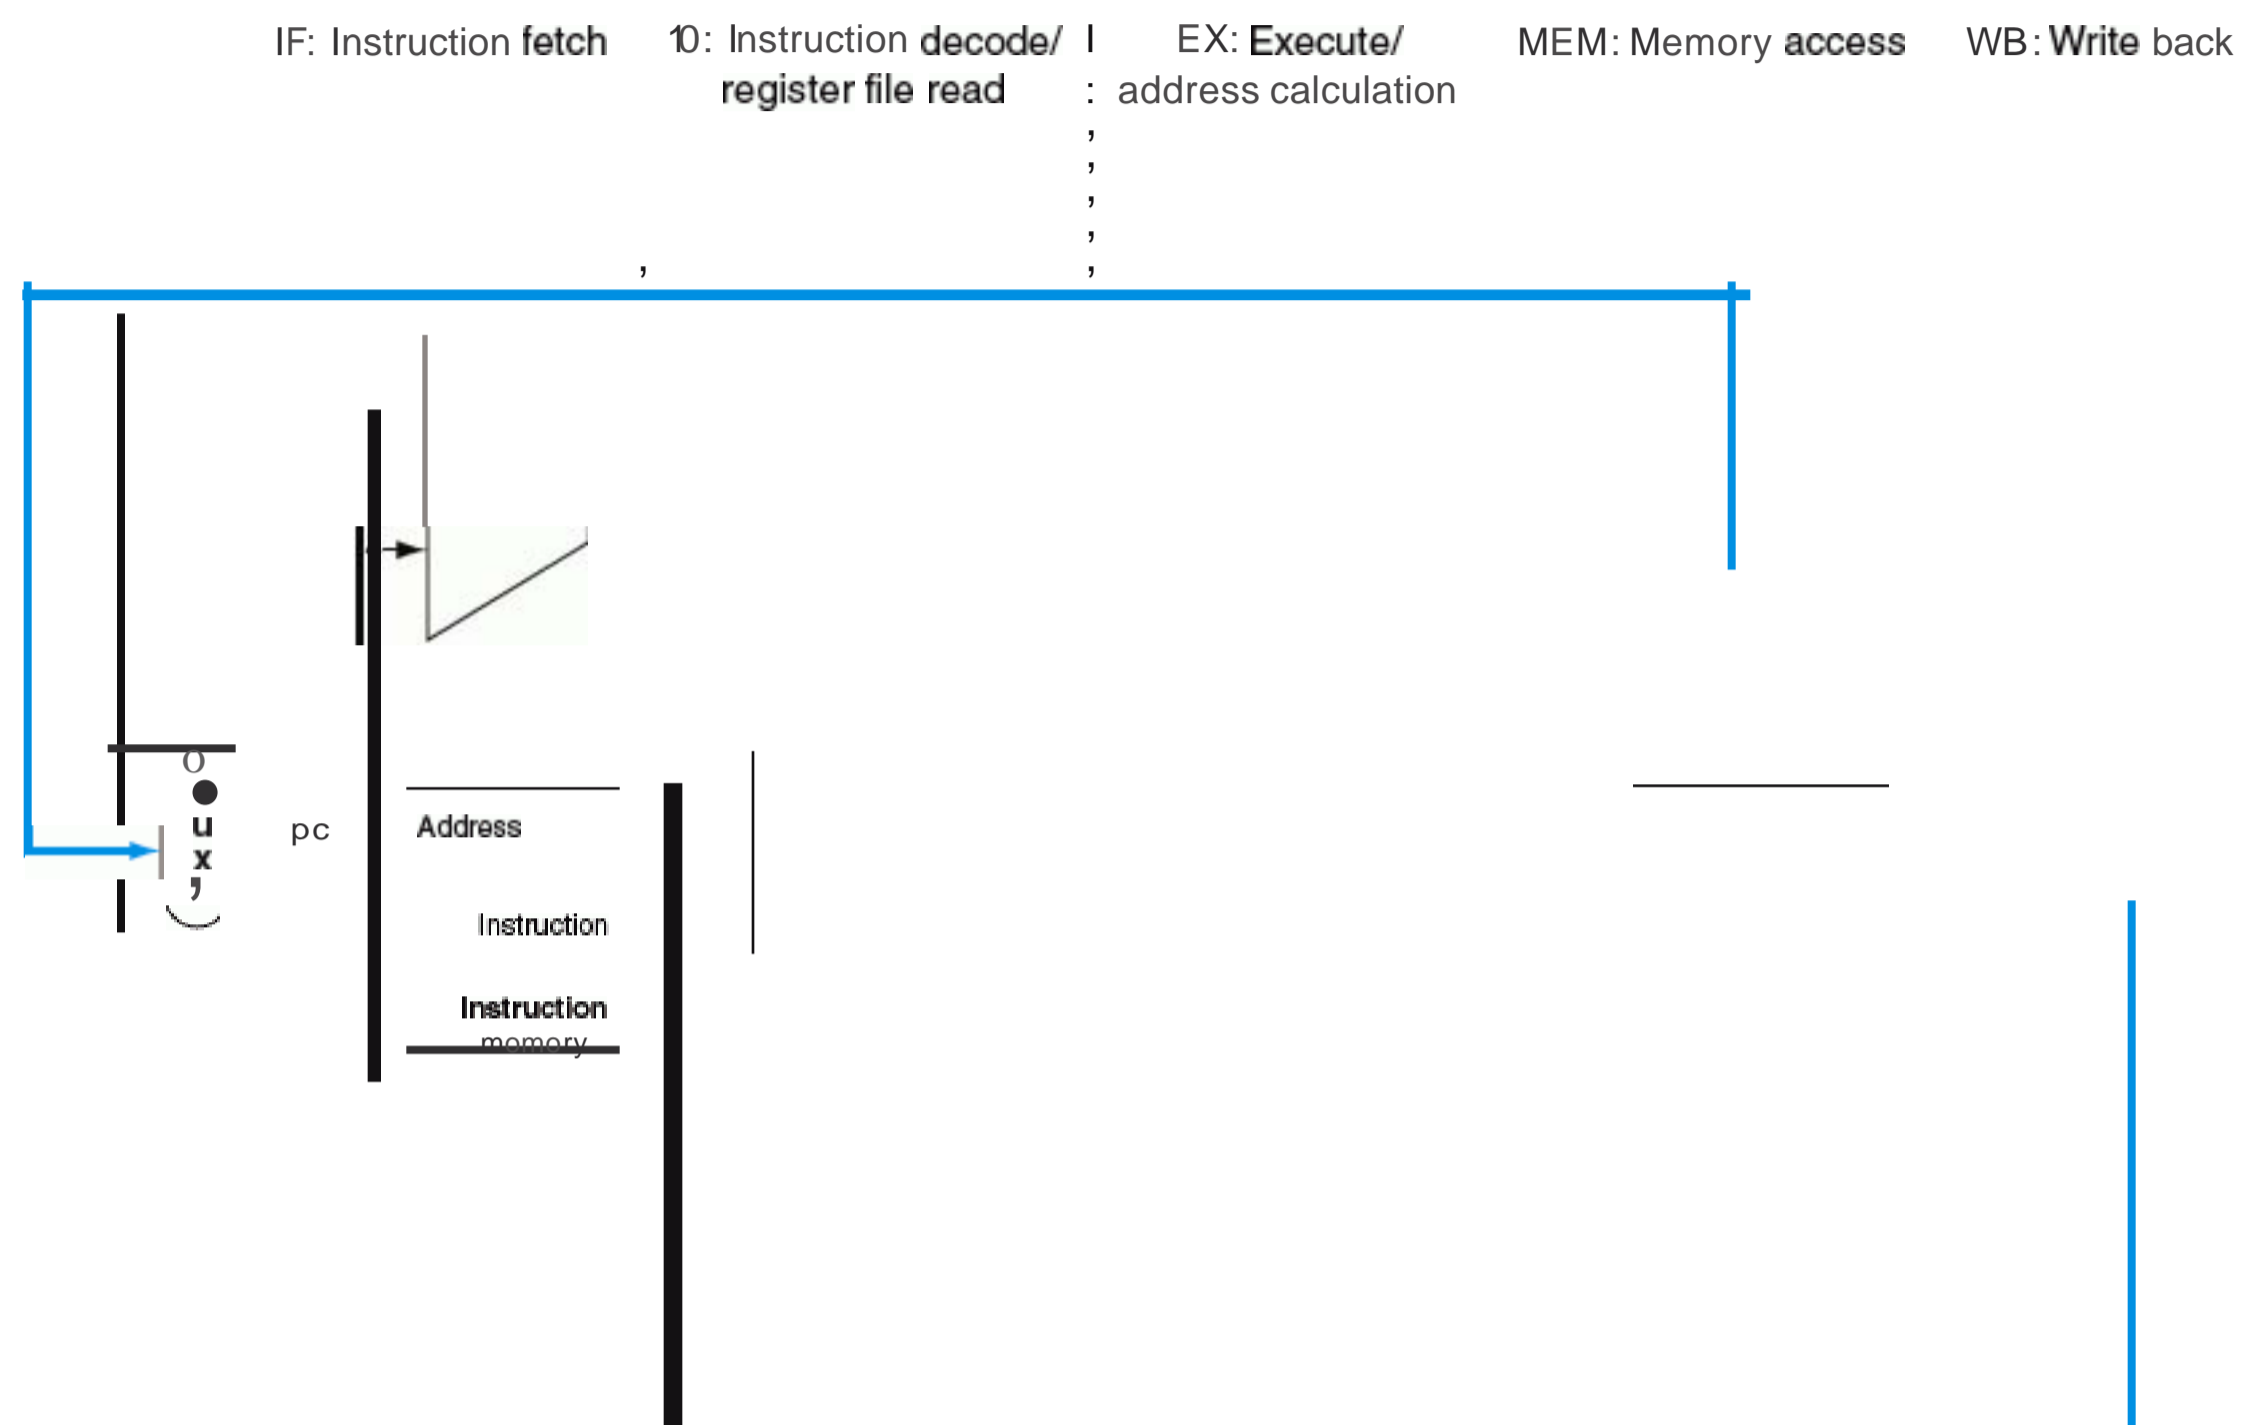 IF: Instruction fetch
10: Instruction decode/
register file read
I
:
,
,
,
,
,
,
EX: Execute/
address calculation
MEM: Memory access
WB: Write back
O
u
x
,
pc
Address
Instruction
Instruction
momory